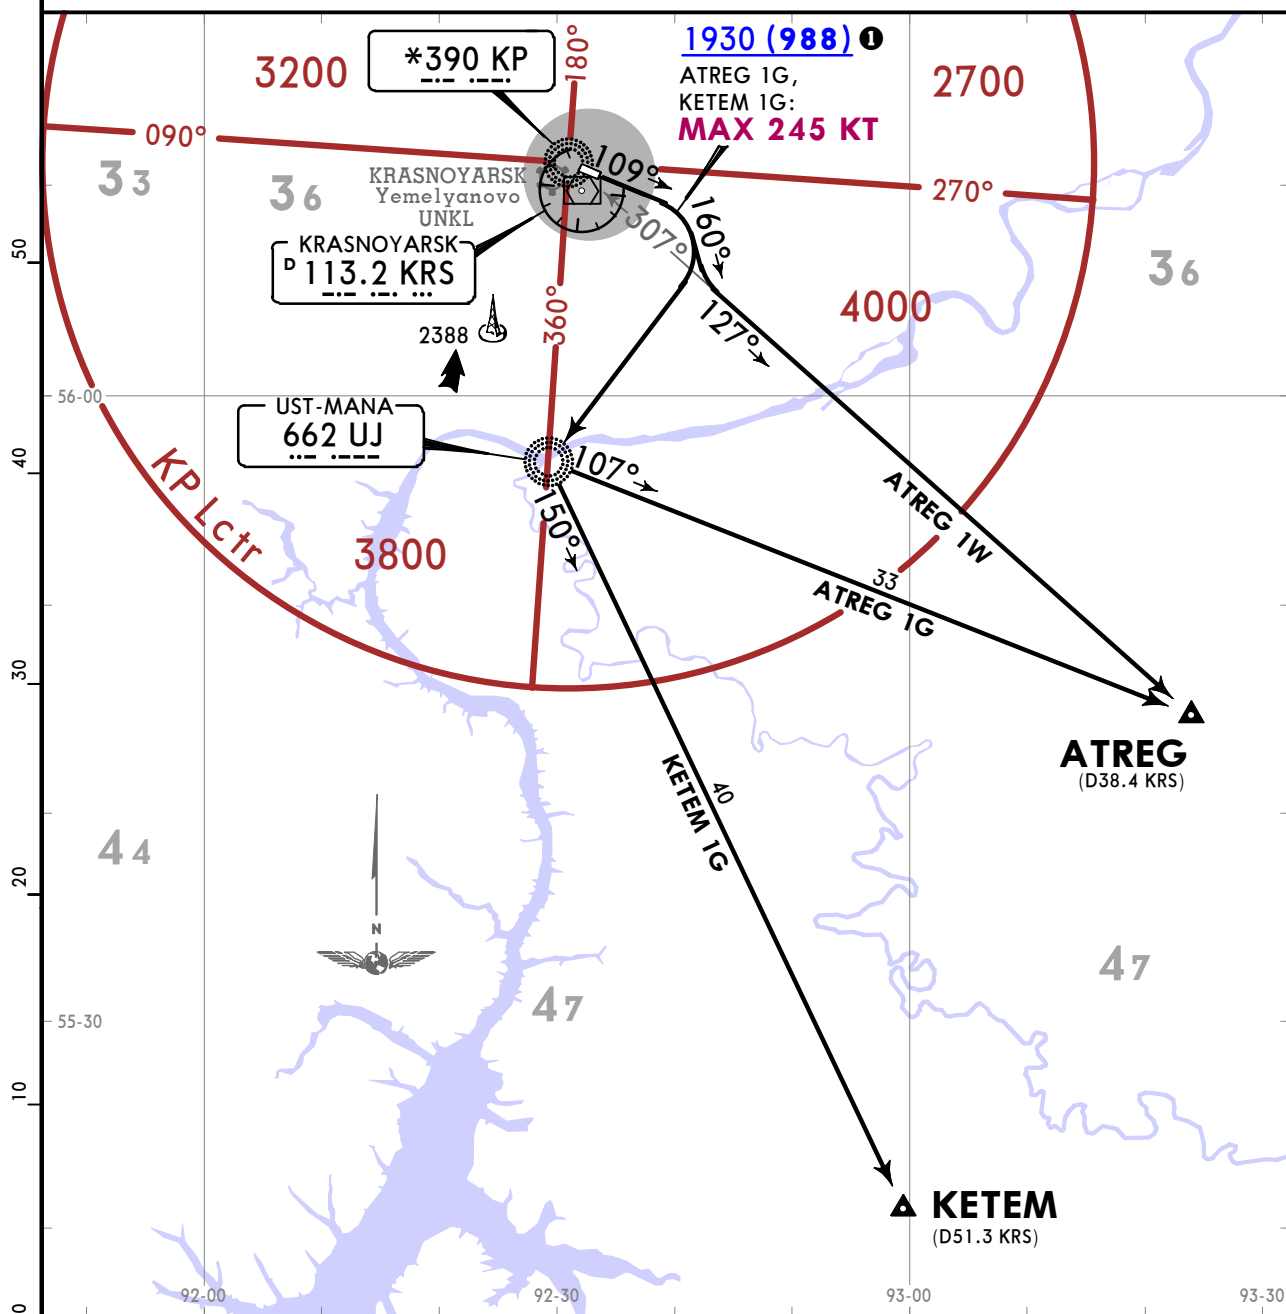 *390 KP
180°
1930 (988) 1
ATREG 1G,
KETEM 1G:
MAX 245 KT
3200
2700
090°
109°
270°
33
36
KRASNOYARSK
Yemelyanovo
UNKL
307°
160°
KRASNOYARSK
D 113.2 KRS
50
36
360°
127°
4000
2388
56-00
UST-MANA
662 UJ
40
107°
150°
KP Lctr
3800
ATREG 1W
33
ATREG 1G
30
ATREG
(D38.4 KRS)
40
KETEM 1G
44
20
N
47
47
55-30
10
KETEM
(D51.3 KRS)
0
92-00
92-30
93-00
93-30